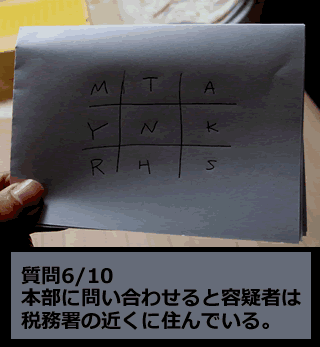 M T A
Y N K
R H S
質問6/10
本部に問い合わせると容疑者は
税務署の近くに住んでいる。